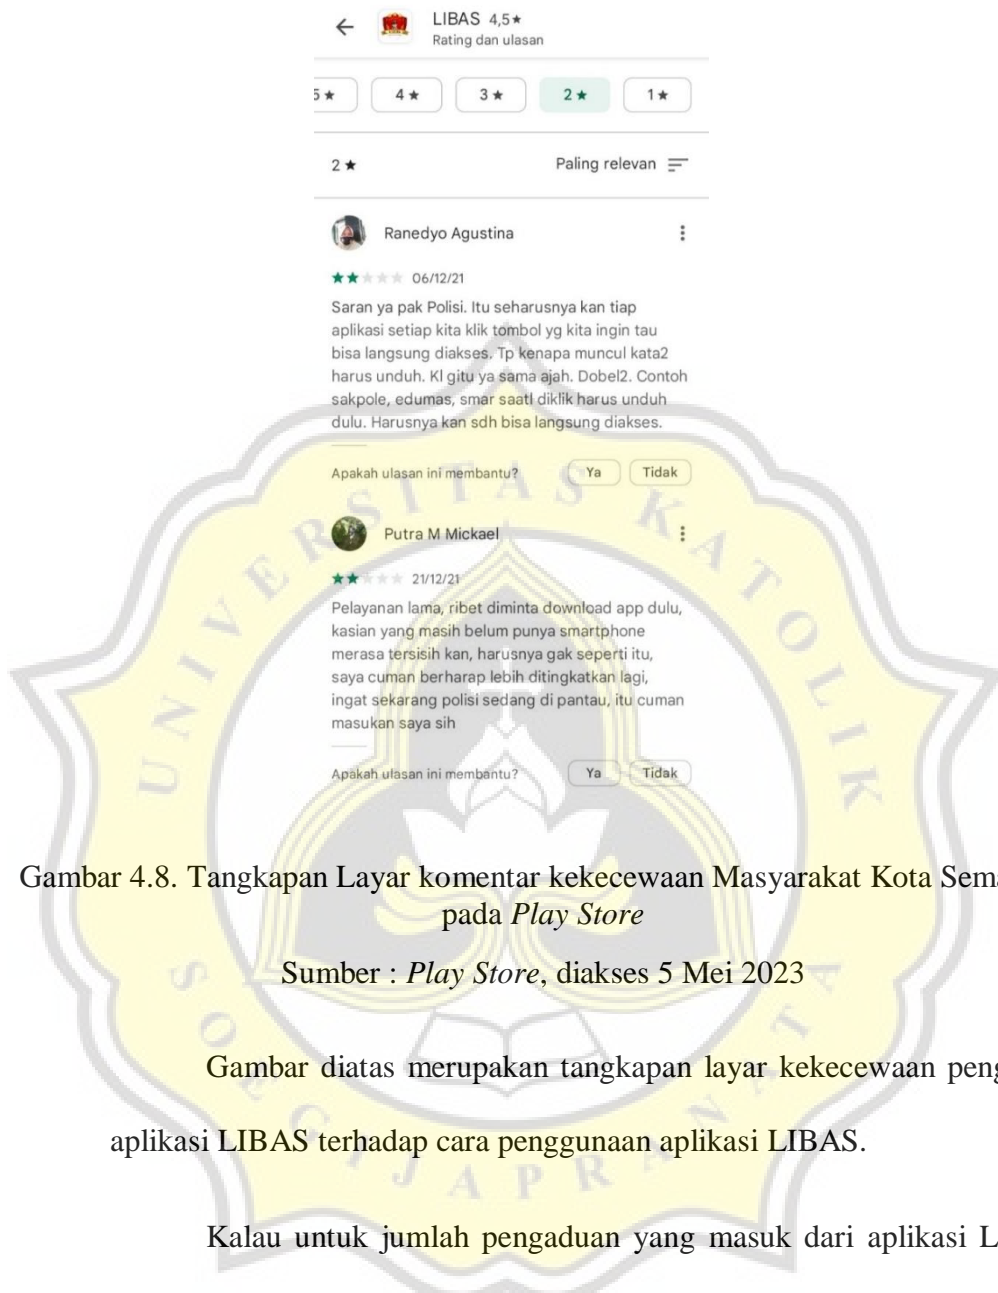 LIBAS 4,5★
Rating dan ulasan
5★ 4★ 3★ 2★ 1★
2★ Paling relevan
Ranedyo Agustina
06/12/21
Saran ya pak Polisi. Itu seharusnya kan tiap
aplikasi setiap kita klik tombol yg kita ingin tau
bisa langsung diakses. Tp kenapa muncul kata2
harus unduh. Kl gitu ya sama ajah. Dobel2. Contoh
sakpole, edumas, smar saatl diklik harus unduh
dulu. Harusnya kan sdh bisa langsung diakses.
Apakah ulasan ini membantu? Ya Tidak
Putra M Mickael
21/12/21
Pelayanan lama, ribet diminta download app dulu,
kasian yang masih belum punya smartphone
merasa tersisih kan, harusnya gak seperti itu,
saya cuman berharap lebih ditingkatkan lagi,
ingat sekarang polisi sedang di pantau, itu cuman
masukan saya sih
Apakah ulasan ini membantu? Ya Tidak
Gambar 4.8. Tangkapan Layar komentar kekecewaan Masyarakat Kota Sema
pada Play Store
Sumber : Play Store, diakses 5 Mei 2023
Gambar diatas merupakan tangkapan layar kekecewaan peng
aplikasi LIBAS terhadap cara penggunaan aplikasi LIBAS.
Kalau untuk jumlah pengaduan yang masuk dari aplikasi L
UNIVERSITAS KATOLIK
SOEGIJAPRANATA